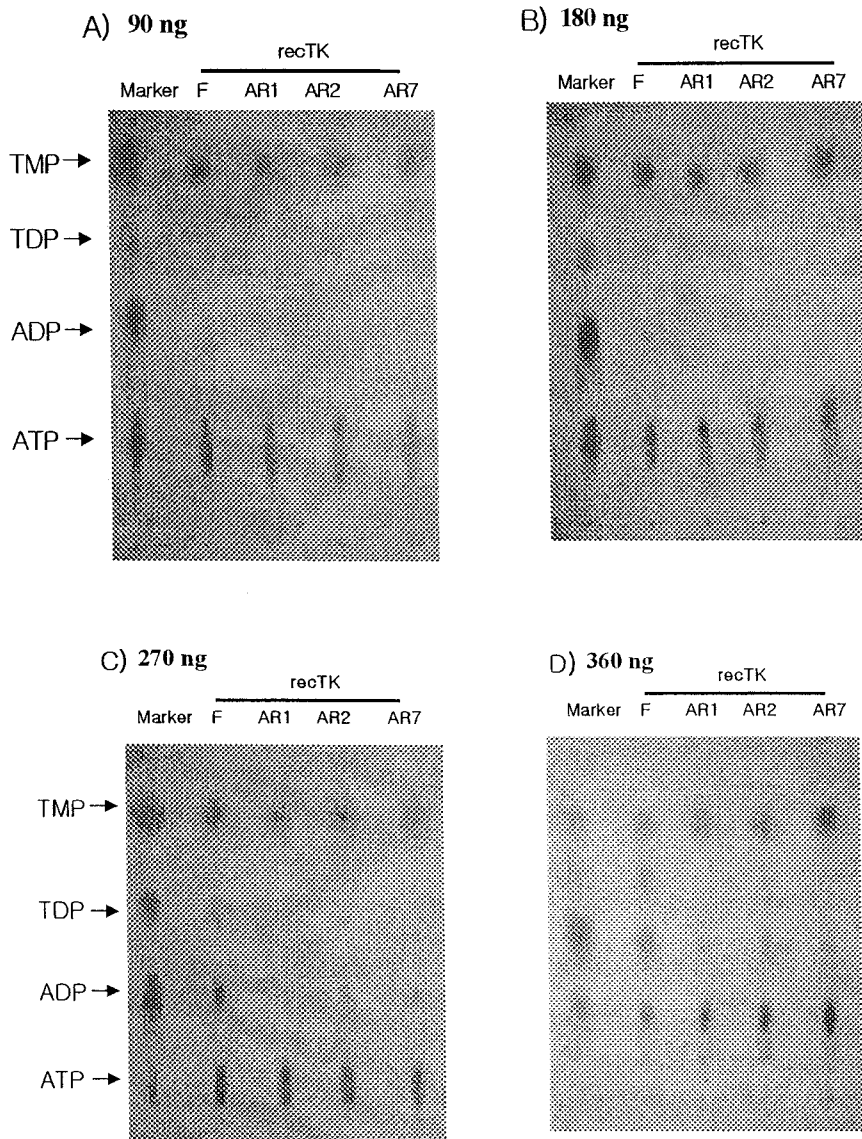 A) 90 ng
recTK
Marker F AR1 AR2 AR7
TMP
TDP
ADP
ATP
B) 180 ng
recTK
Marker F AR1 AR2 AR7
C) 270 ng
recTK
Marker F AR1 AR2 AR7
TMP
TDP
ADP
ATP
D) 360 ng
recTK
Marker F AR1 AR2 AR7